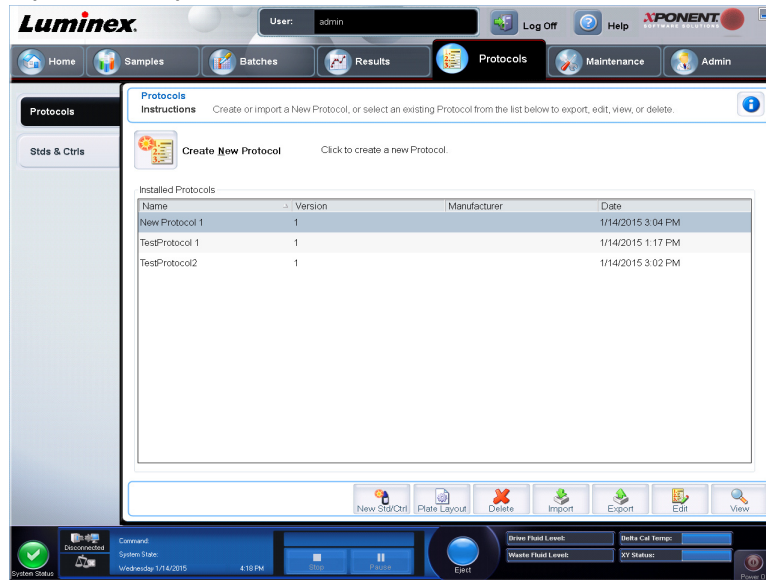 Luminex. User: admin Log Off Help XPONENT.
SOFTWARE SOLUTIONS
Home Samples Batches Results Protocols Maintenance Admin
Protocols
Stds & Ctrls
Protocols
Instructions Create or import a New Protocol, or select an existing Protocol from the list below to export, edit, view, or delete.
Create New Protocol Click to create a new Protocol.
Installed Protocols
Name Version Manufacturer Date
New Protocol 1 1 1/14/2015 3:04 PM
TestProtocol 1 1 1/14/2015 1:17 PM
TestProtocol2 1 1/14/2015 3:02 PM
New Std/Ctrl Plate Layout Delete Import Export Edit View
System Status
Disconnected
Command:
System State:
Wednesday 1/14/2015 4:18 PM
Stop Pause Eject
Drive Fluid Level: Delta Cal Temp:
Waste Fluid Level: XY Status: